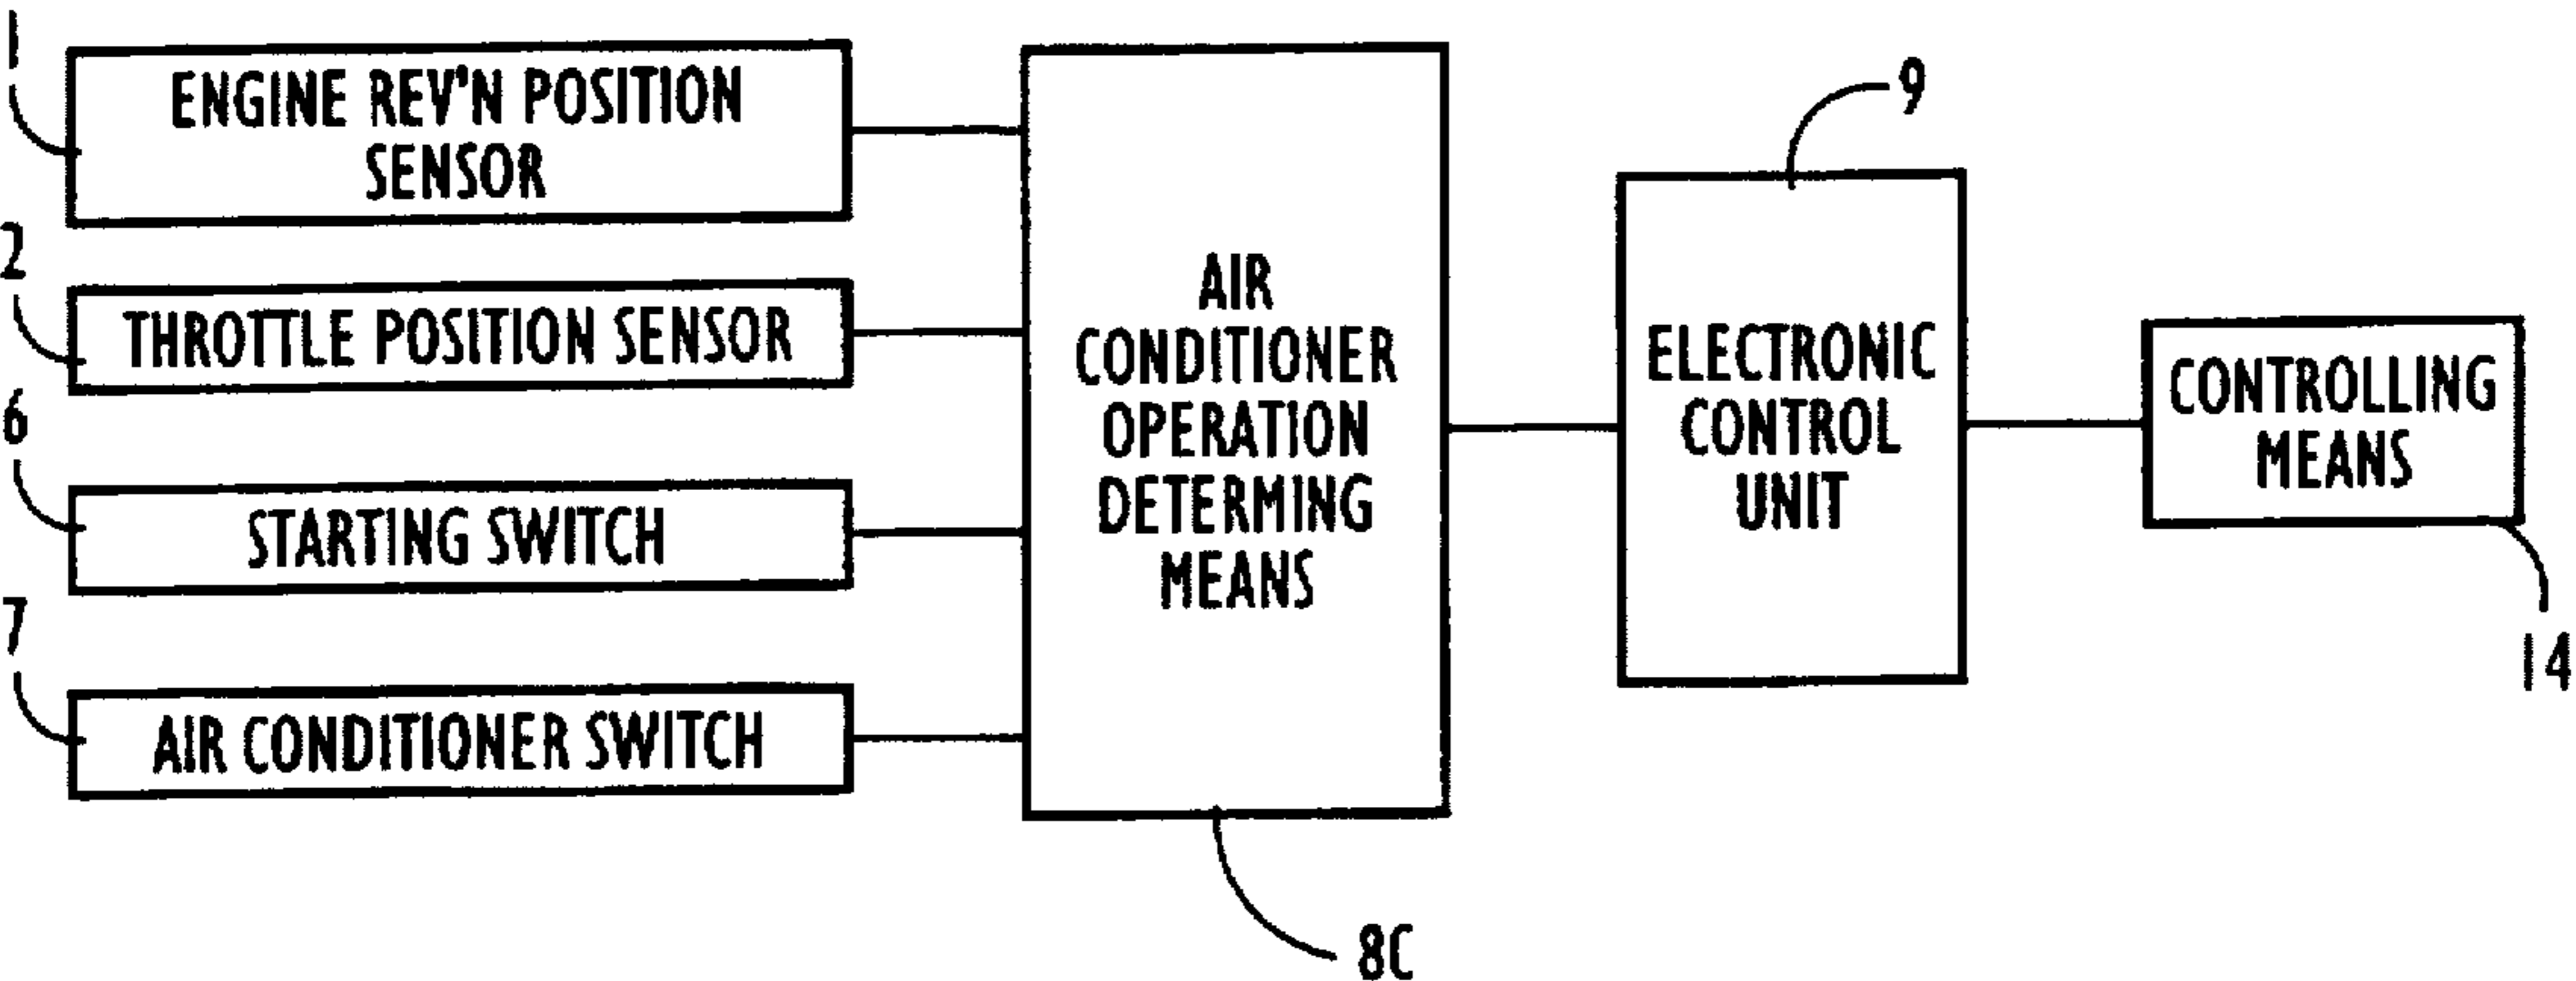 1
ENGINE REV'N POSITION
SENSOR
2
THROTTLE POSITION SENSOR
6
STARTING SWITCH
7
AIR CONDITIONER SWITCH
AIR
CONDITIONER
OPERATION
DETERMING
MEANS
8C
9
ELECTRONIC
CONTROL
UNIT
CONTROLLING
MEANS
14